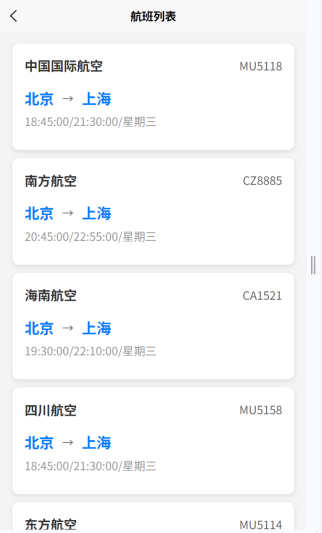 航班列表
中国国际航空 MU5118
北京 → 上海
18:45:00/21:30:00/星期三
南方航空 CZ8885
北京 → 上海
20:45:00/22:55:00/星期三
海南航空 CA1521
北京 → 上海
19:30:00/22:10:00/星期三
四川航空 MU5158
北京 → 上海
18:45:00/21:30:00/星期三
东方航空 MU5114